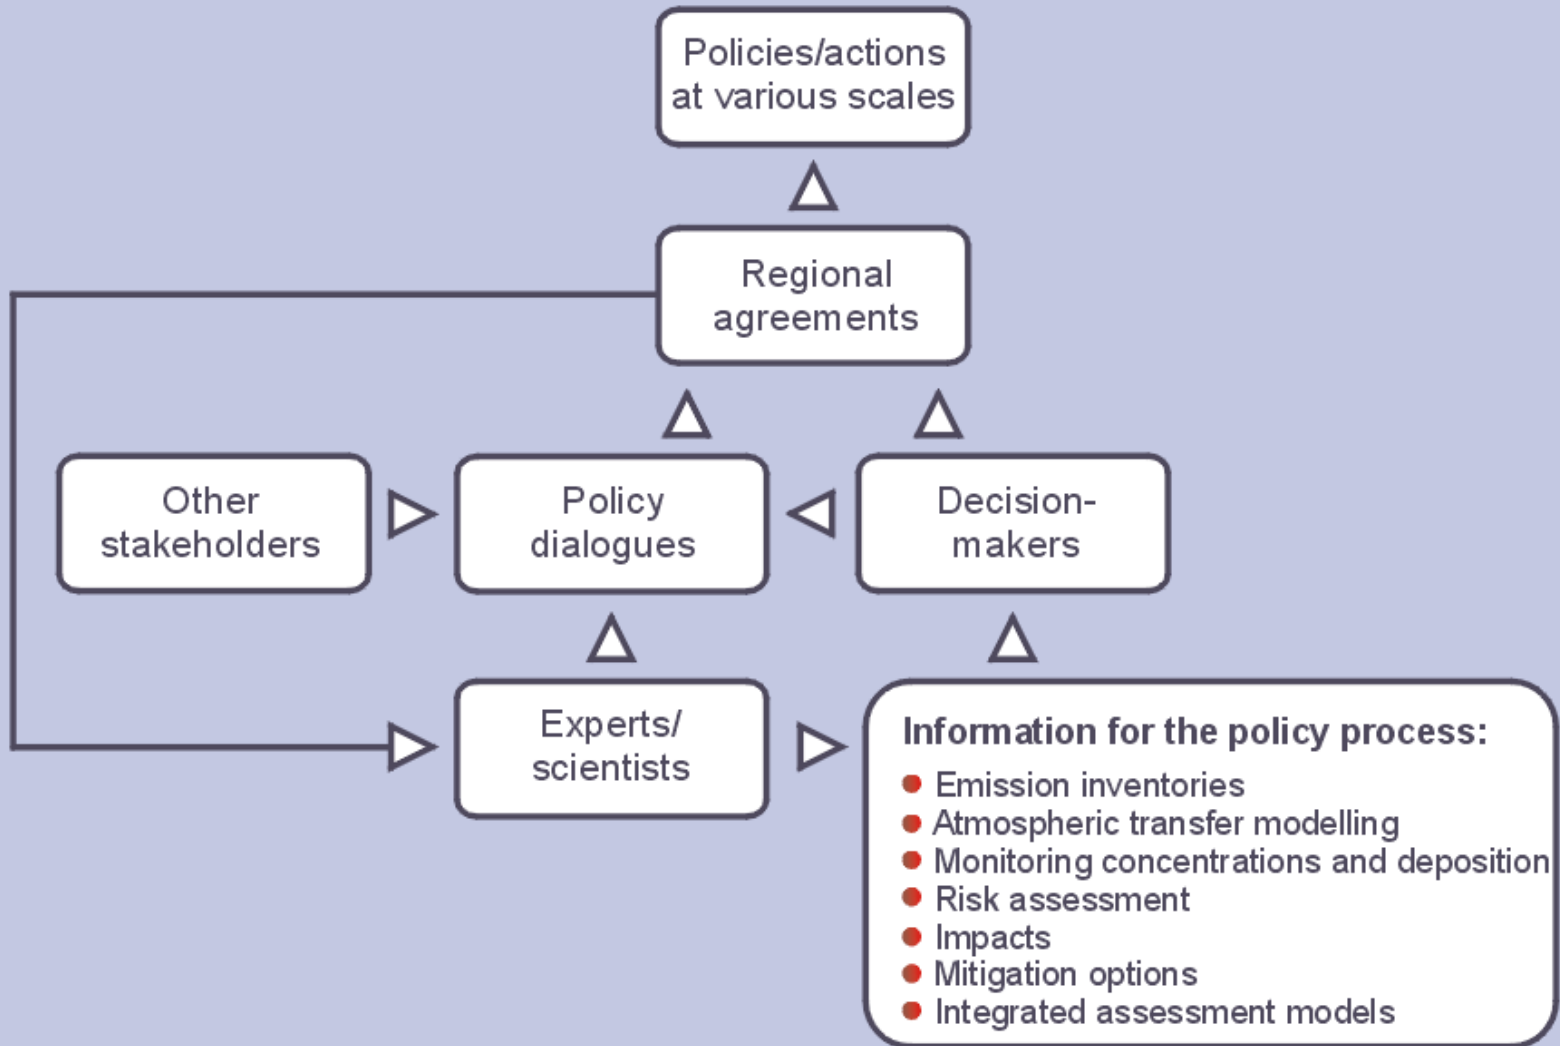 Policies/actions
at various scales
Regional
agreements
Other
stakeholders
Policy
dialogues
Decision-
makers
Experts/
scientists
Information for the policy process:
Emission inventories
Atmospheric transfer modelling
Monitoring concentrations and deposition
Risk assessment
Impacts
Mitigation options
Integrated assessment models